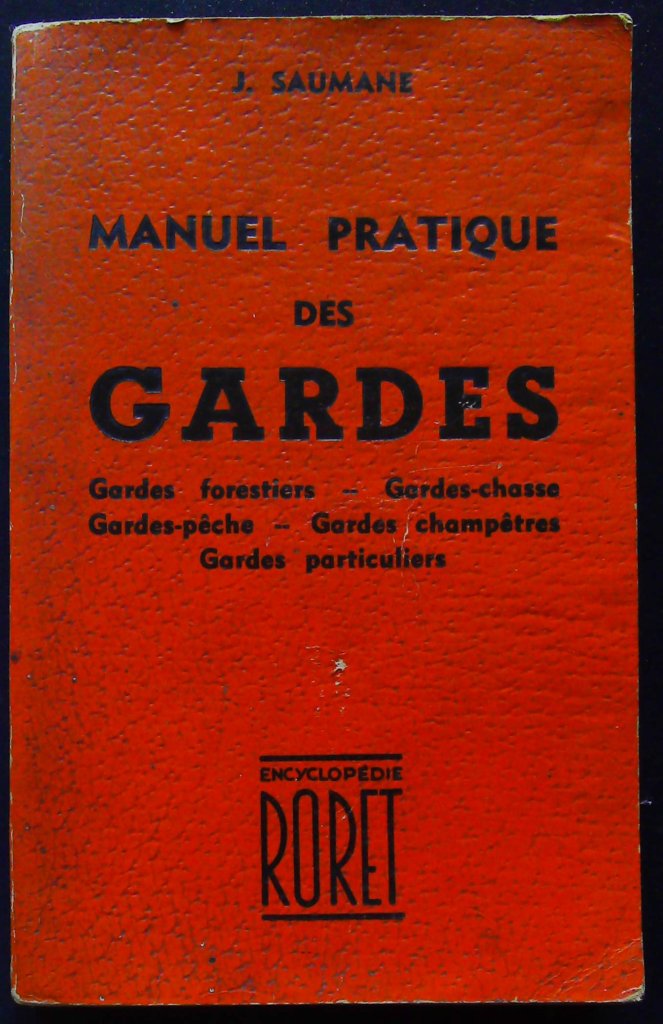 J. SAUMANE
MANUEL PRATIQUE
DES
GARDES
Gardes forestiers – Gardes-chasse
Gardes-pêche – Gardes champêtres
Gardes particuliers
ENCYCLOPÉDIE
RORET